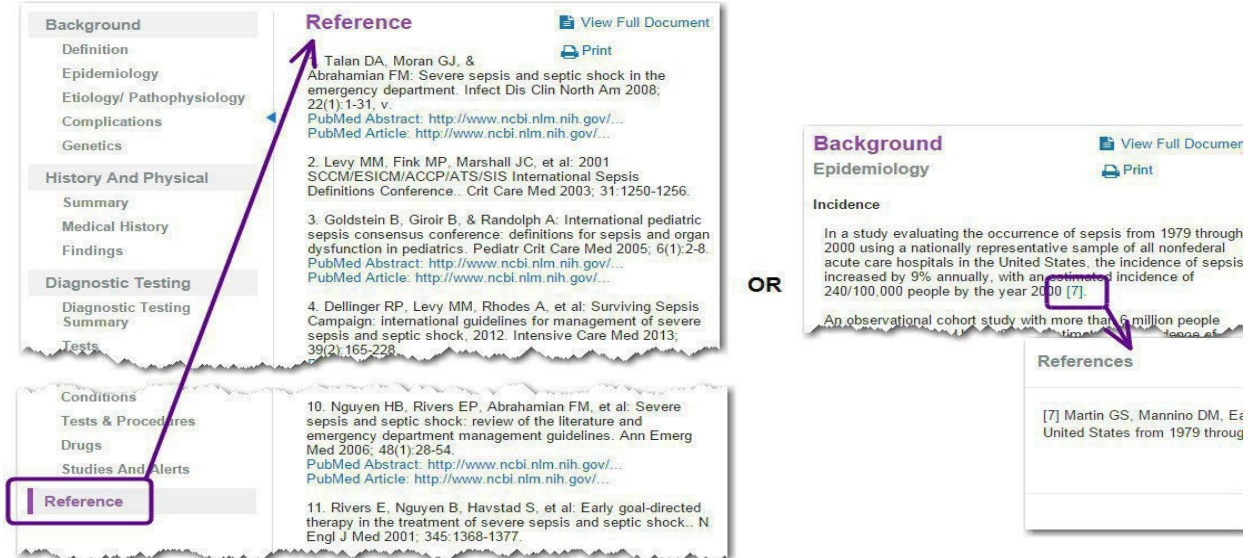 Background
Definition
Epidemiology
Etiology/ Pathophysiology
Complications
Genetics
History And Physical
Summary
Medical History
Findings
Diagnostic Testing
Diagnostic Testing
Summary
Tests
Conditions
Tests & Procedures
Drugs
Studies And Alerts
Reference
Reference
View Full Document
Print
Talan DA, Moran GJ, &
Abrahamian FM: Severe sepsis and septic shock in the
emergency department. Infect Dis Clin North Am 2008;
22(1):1-31, v.
PubMed Abstract: http://www.ncbi.nlm.nih.gov/...
PubMed Article: http://www.ncbi.nlm.nih.gov/...
2. Levy MM, Fink MP, Marshall JC, et al: 2001
SCCM/ESICM/ACCP/ATS/SIS International Sepsis
Definitions Conference.. Crit Care Med 2003; 31:1250-1256.
3. Goldstein B, Giroir B, & Randolph A: International pediatric
sepsis consensus conference: definitions for sepsis and organ
dysfunction in pediatrics. Pediatr Crit Care Med 2005; 6(1):2-8.
PubMed Abstract: http://www.ncbi.nlm.nih.gov/...
PubMed Article: http://www.ncbi.nlm.nih.gov/...
4. Dellinger RP, Levy MM, Rhodes A, et al: Surviving Sepsis
Campaign: international guidelines for management of severe
sepsis and septic shock, 2012. Intensive Care Med 2013;
39(2):165-228
10. Nguyen HB, Rivers EP, Abrahamian FM, et al: Severe
sepsis and septic shock: review of the literature and
emergency department management guidelines. Ann Emerg
Med 2006; 48(1):28-54.
PubMed Abstract: http://www.ncbi.nlm.nih.gov/...
PubMed Article: http://www.ncbi.nlm.nih.gov/...
11. Rivers E, Nguyen B, Havstad S, et al: Early goal-directed
therapy in the treatment of severe sepsis and septic shock.. N
Engl J Med 2001; 345:1368-1377.
OR
Background
View Full Documen
Epidemiology
Print
Incidence
In a study evaluating the occurrence of sepsis from 1979 through
2000 using a nationally representative sample of all nonfederal
acute care hospitals in the United States, the incidence of sepsis
increased by 9% annually, with an estimated incidence of
240/100,000 people by the year 2000 [7].
An observational cohort study with more than 6 million people
References
[7] Martin GS, Mannino DM, Ea
United States from 1979 throug